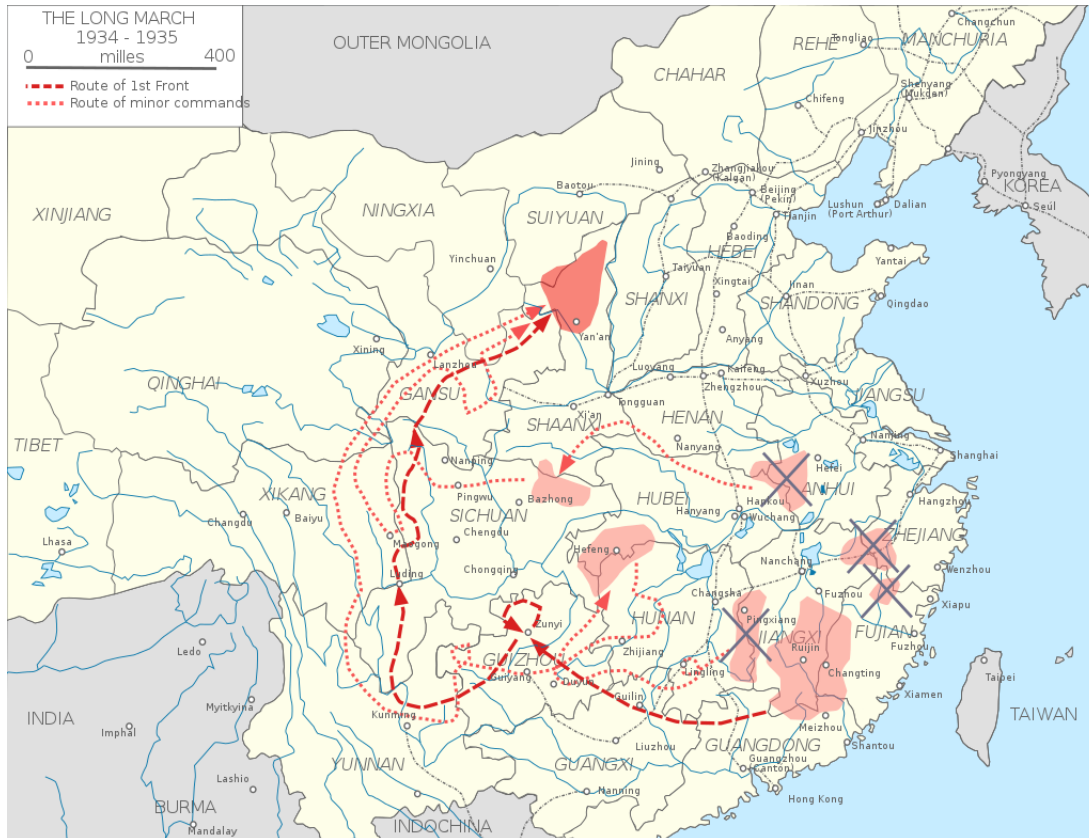 THE LONG MARCH
1934 - 1935
milles
0 400
Route of 1st Front
Route of minor commands
OUTER MONGOLIA
REHE
Tongliao
Changchun
MANCHURIA
CHAHAR
Shenyang
(Mukden)
Chifeng
Jinzhou
Jining
Zhangjiakou
(Kalgan)
Pyongyang
KOREA
Seúl
Baotou
Beijing
(Pekin)
Lushun
(Port Arthur)
Dalian
Tianjin
XINJIANG
NINGXIA
SUIYUAN
Baoding
HEBEI
Yantai
Yinchuan
Taiyuan
Xingtai
Jinan
SHANXI
SHANDONG
Qingdao
Yan'an
Anyang
Xining
Lanzhou
Luoyang
Kaifeng
Zhengzhou
Xuzhou
QINGHAI
GANSU
JIANGSU
Tongguan
Xi'an
SHAANXI
HENAN
TIBET
Nanyang
Nanjing
Shanghai
Nanping
Hefei
XIKANG
Pingwu
Bazhong
HUBEI
ANHUI
Hankou
Hangzhou
Changdu
Baiyu
SICHUAN
Hanyang
Wuchang
Chengdu
ZHEJIANG
Lhasa
Maogong
Hefeng
Wenzhou
Chongqing
Nanchang
Luding
Changsha
Fuzhou
Xiapu
Pingxiang
HUNAN
Zunyi
JIANGXI
FUJIAN
Fuzhou
Ledo
Zhijiang
Ruijin
GUIZHOU
Lingling
Changting
Taipei
Guiyang
Duyun
Guilin
Xiamen
Myitkyina
INDIA
Imphal
Kunming
Meizhou
TAIWAN
Liuzhou
GUANGDONG
Shantou
Guangzhou
(Canton)
YUNNAN
GUANGXI
Lashio
Nanning
Hong Kong
BURMA
Mandalay
INDOCHINA